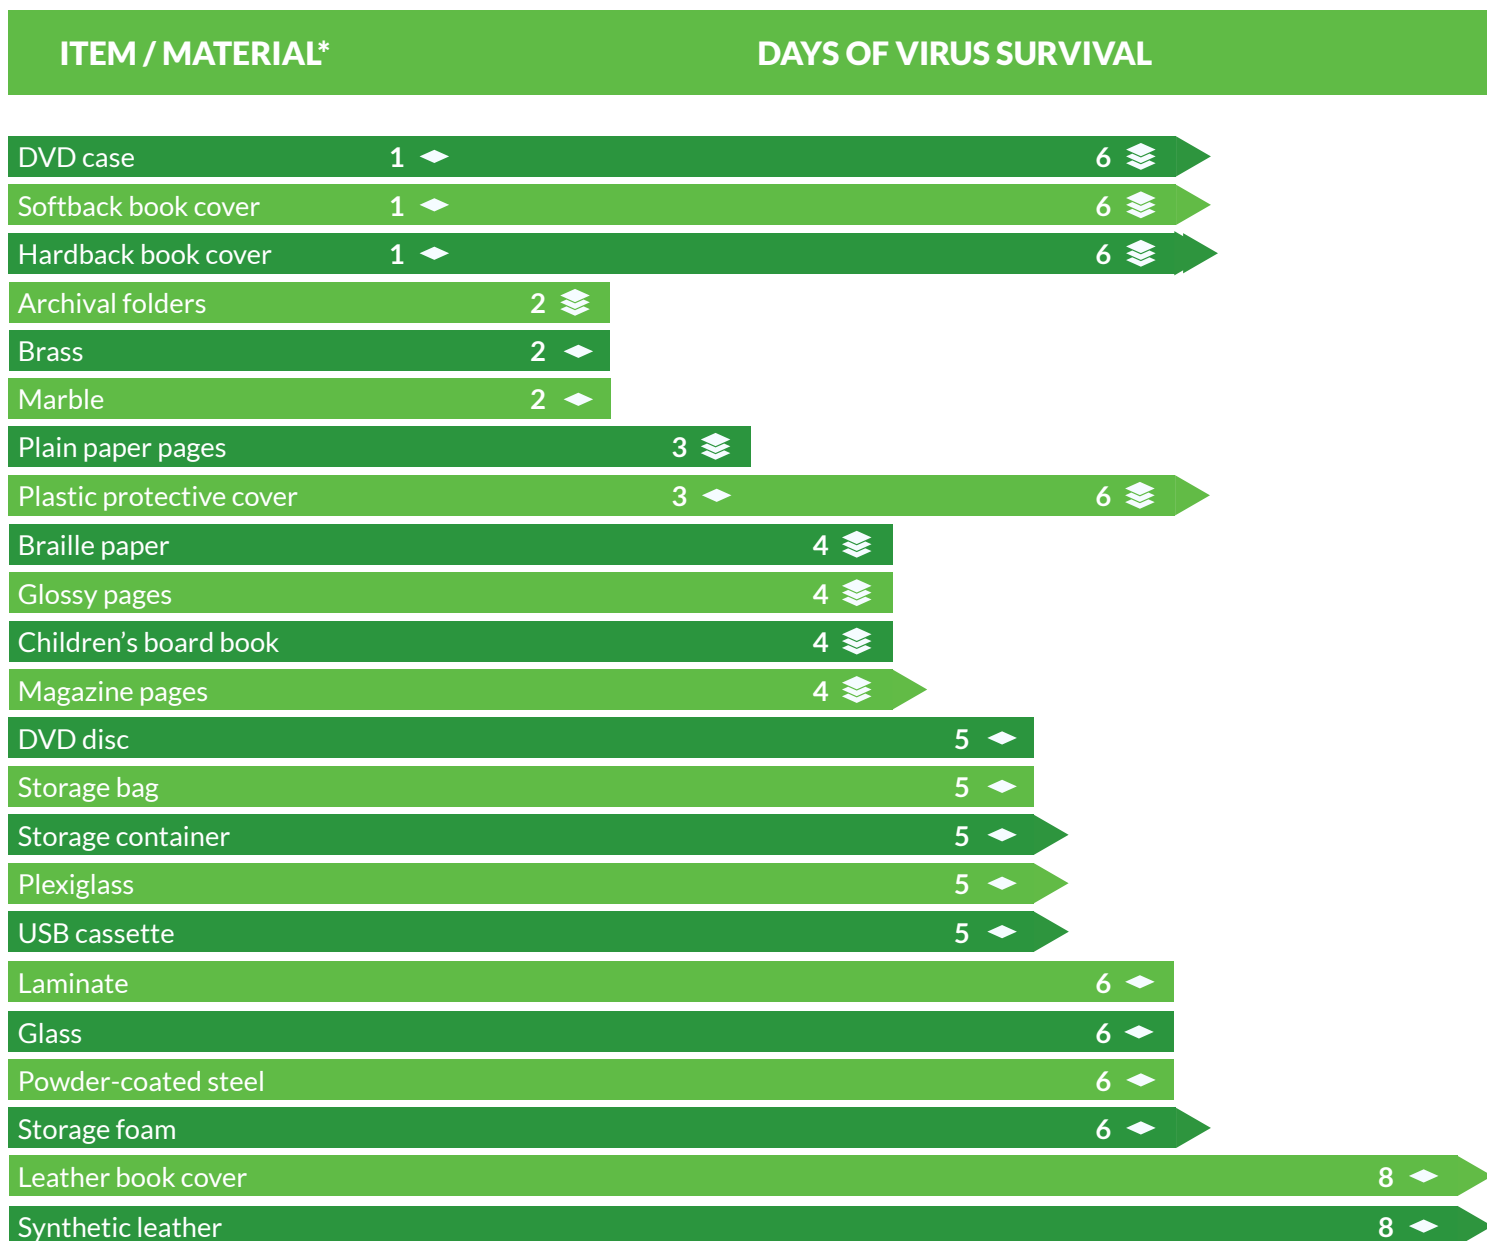 ITEM / MATERIAL* DAYS OF VIRUS SURVIVAL
DVD case 1 6
Softback book cover 1 6
Hardback book cover 1 6
Archival folders 2
Brass 2
Marble 2
Plain paper pages 3
Plastic protective cover 3 6
Braille paper 4
Glossy pages 4
Children’s board book 4
Magazine pages 4
DVD disc 5
Storage bag 5
Storage container 5
Plexiglass 5
USB cassette 5
Laminate 6
Glass 6
Powder-coated steel 6
Storage foam 6
Leather book cover 8
Synthetic leather 8